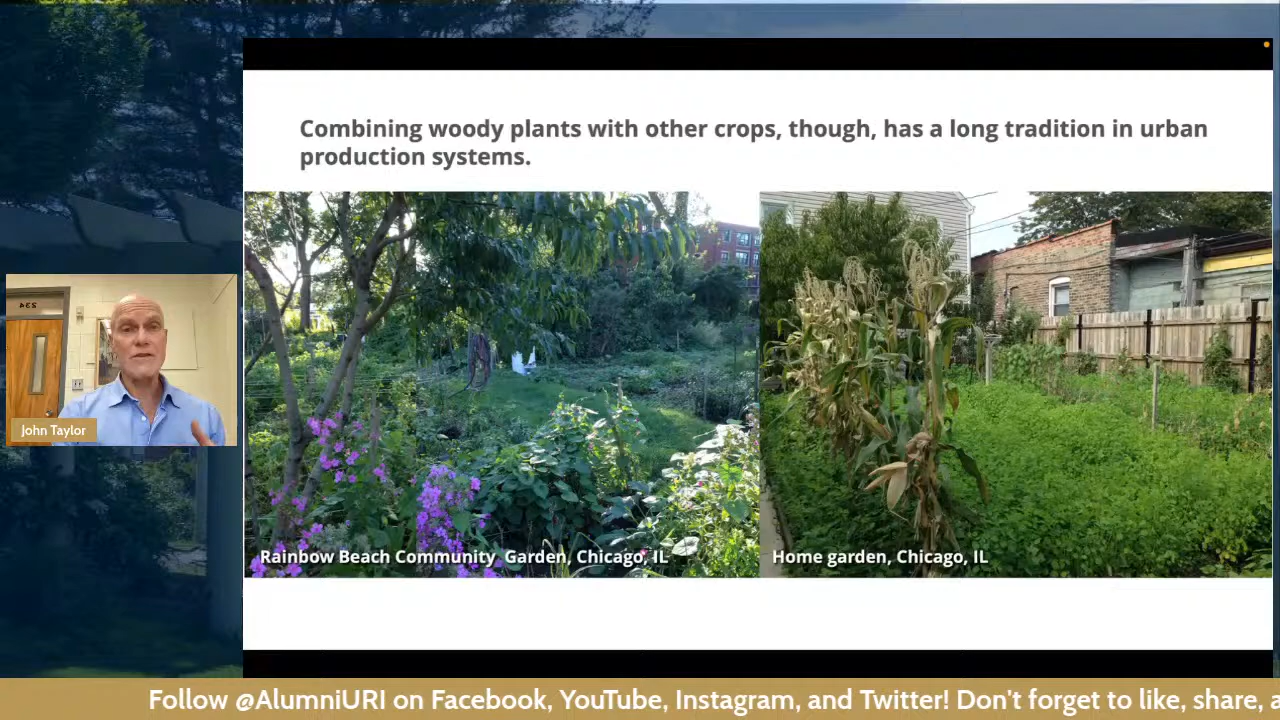 Combining woody plants with other crops, though, has a long tradition in urban
production systems.
234
John Taylor
Rainbow Beach Community Garden, Chicago, IL
Home garden, Chicago, IL
Follow @AlumniURI on Facebook, YouTube, Instagram, and Twitter! Don't forget to like, share, a